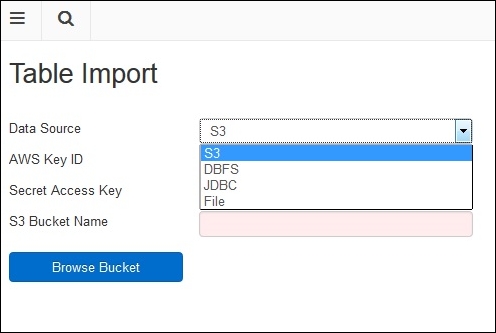 Table Import
Data Source S3
AWS Key ID S3
DBFS
Secret Access Key JDBC
File
S3 Bucket Name
Browse Bucket